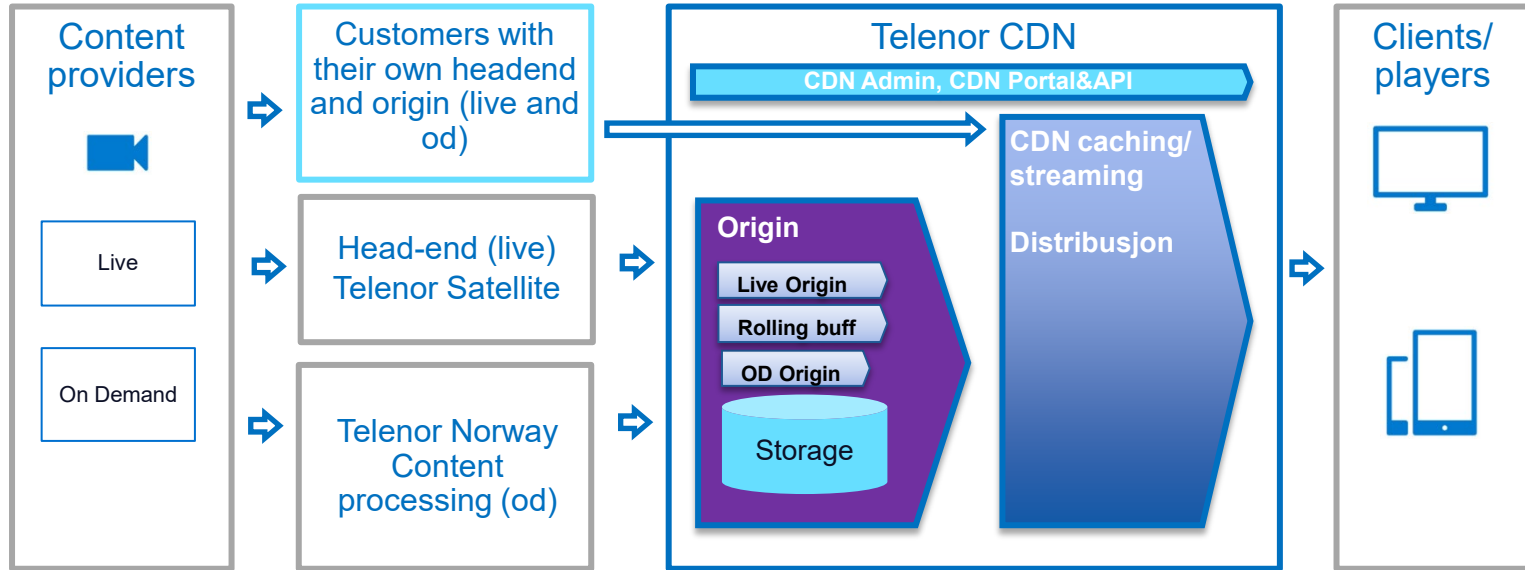 Content
providers
Live
On Demand
Customers with
their own headend
and origin (live and
od)
Head-end (live)
Telenor Satellite
Telenor Norway
Content
processing (od)
Telenor CDN
CDN Admin, CDN Portal&API
Origin
Live Origin
Rolling buff
OD Origin
Storage
CDN caching/
streaming
Distribusjon
Clients/
players